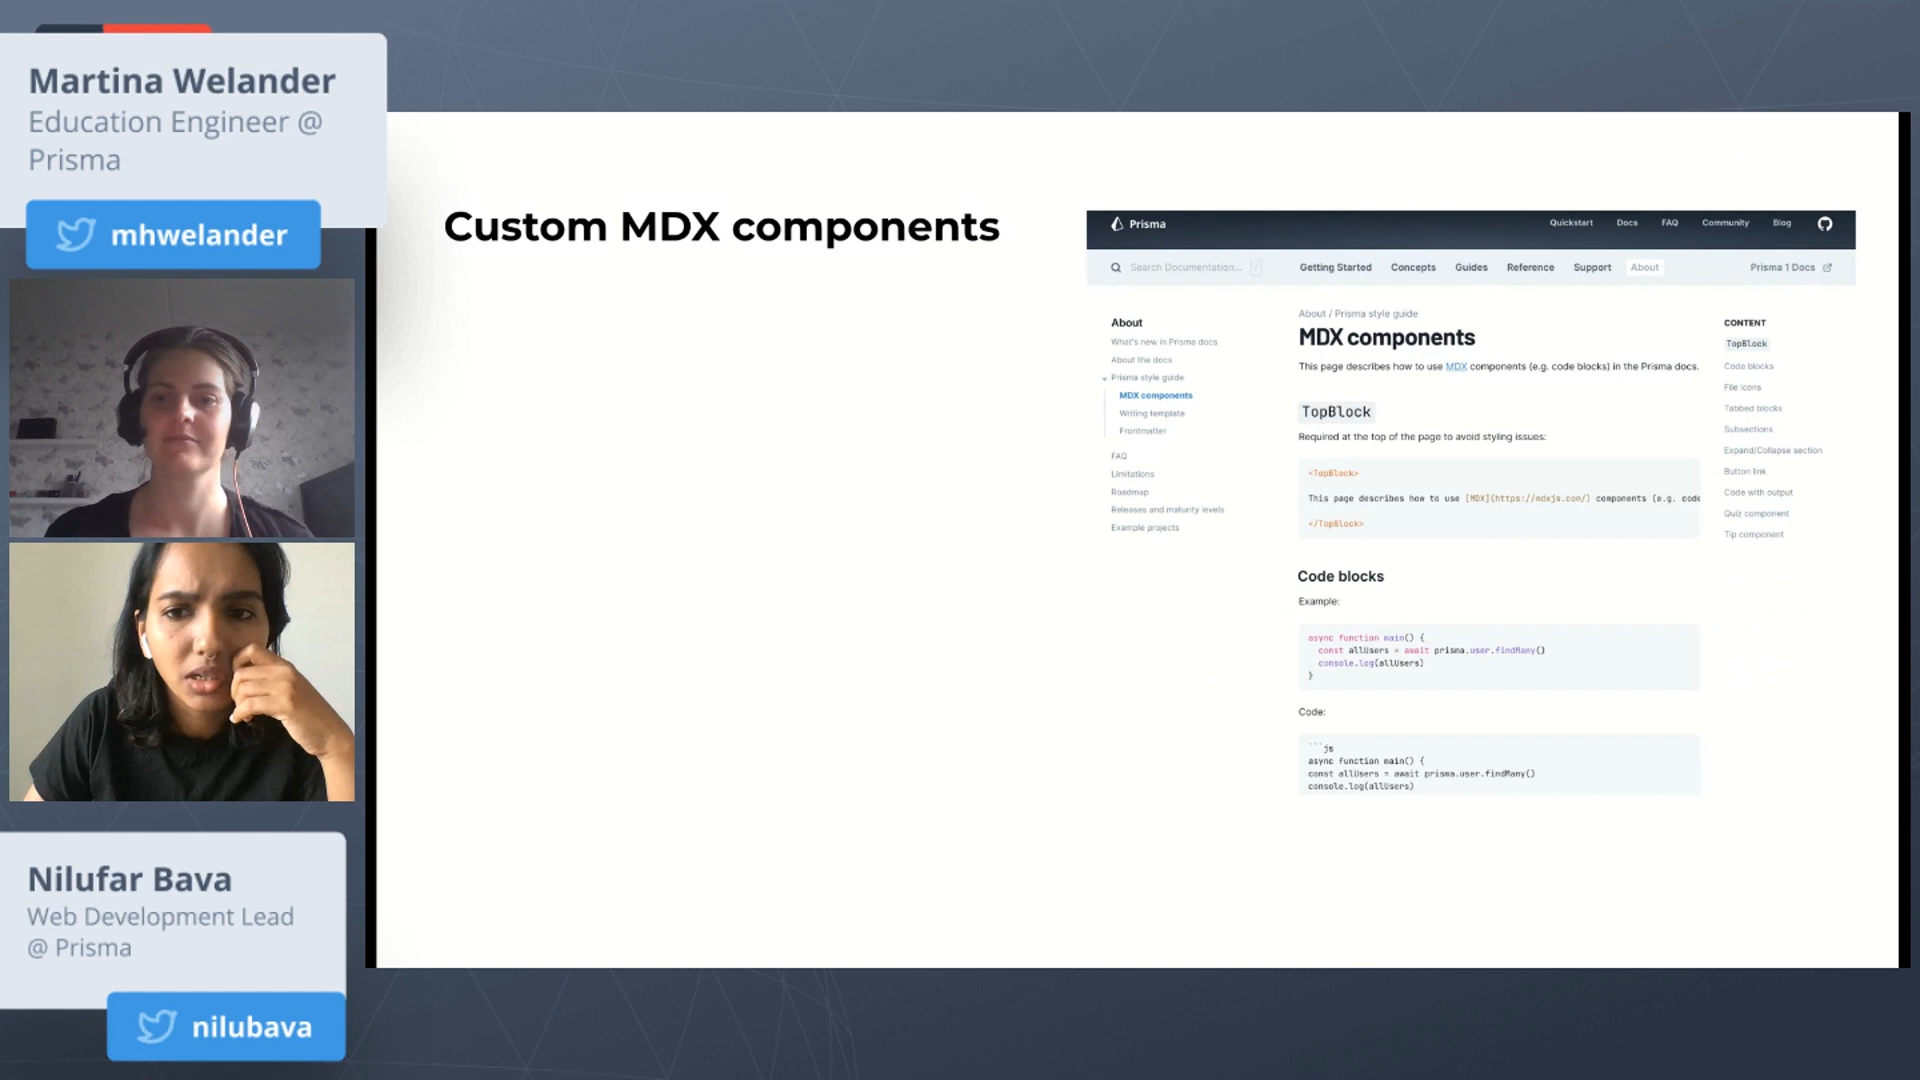 Martina Welander
Education Engineer @
Prisma
mhwelander
Nilufar Bava
Web Development Lead
@ Prisma
nilubava
Custom MDX components
Prisma
Quickstart
Docs
FAQ
Community
Blog
Search Documentation...
/
Getting Started
Concepts
Guides
Reference
Support
About
Prisma 1 Docs
About
What's new in Prisma docs
About the docs
Prisma style guide
MDX components
Writing template
Frontmatter
FAQ
Limitations
Roadmap
Releases and maturity levels
Example projects
About / Prisma style guide
MDX components
This page describes how to use MDX components (e.g. code blocks) in the Prisma docs.
TopBlock
Required at the top of the page to avoid styling issues:
<TopBlock>
This page describes how to use [MDX](https://mdxjs.com/) components (e.g. code
</TopBlock>
Code blocks
Example:
async function main() {
const allUsers = await prisma.user.findMany()
console.log(allUsers)
}
Code:
```js
async function main() {
const allUsers = await prisma.user.findMany()
console.log(allUsers)
CONTENT
TopBlock
Code blocks
File icons
Tabbed blocks
Subsections
Expand/Collapse section
Button link
Code with output
Quiz component
Tip component